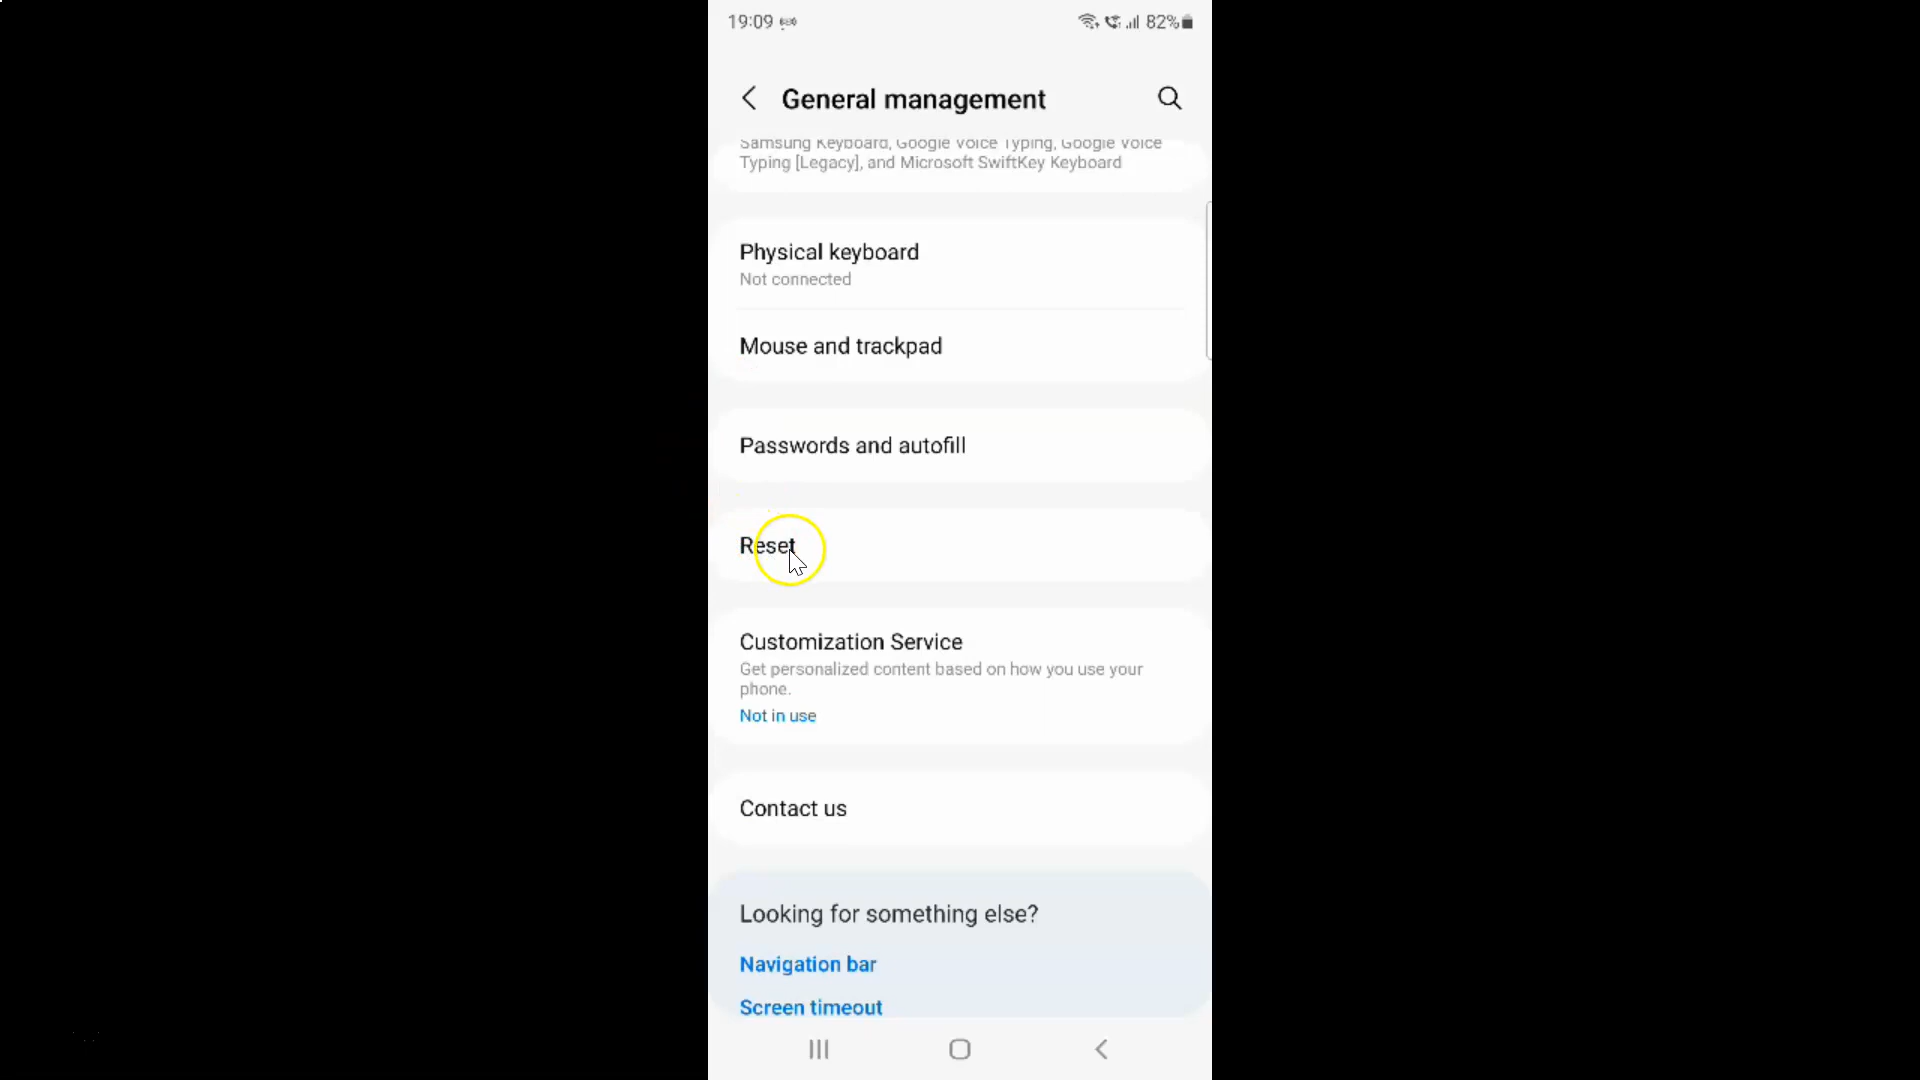 19:09
82%
General management
Samsung Keyboard, Google Voice Typing, Google Voice
Typing [Legacy], and Microsoft SwiftKey Keyboard
Physical keyboard
Not connected
Mouse and trackpad
Passwords and autofill
Reset
Customization Service
Get personalized content based on how you use your
phone.
Not in use
Contact us
Looking for something else?
Navigation bar
Screen timeout